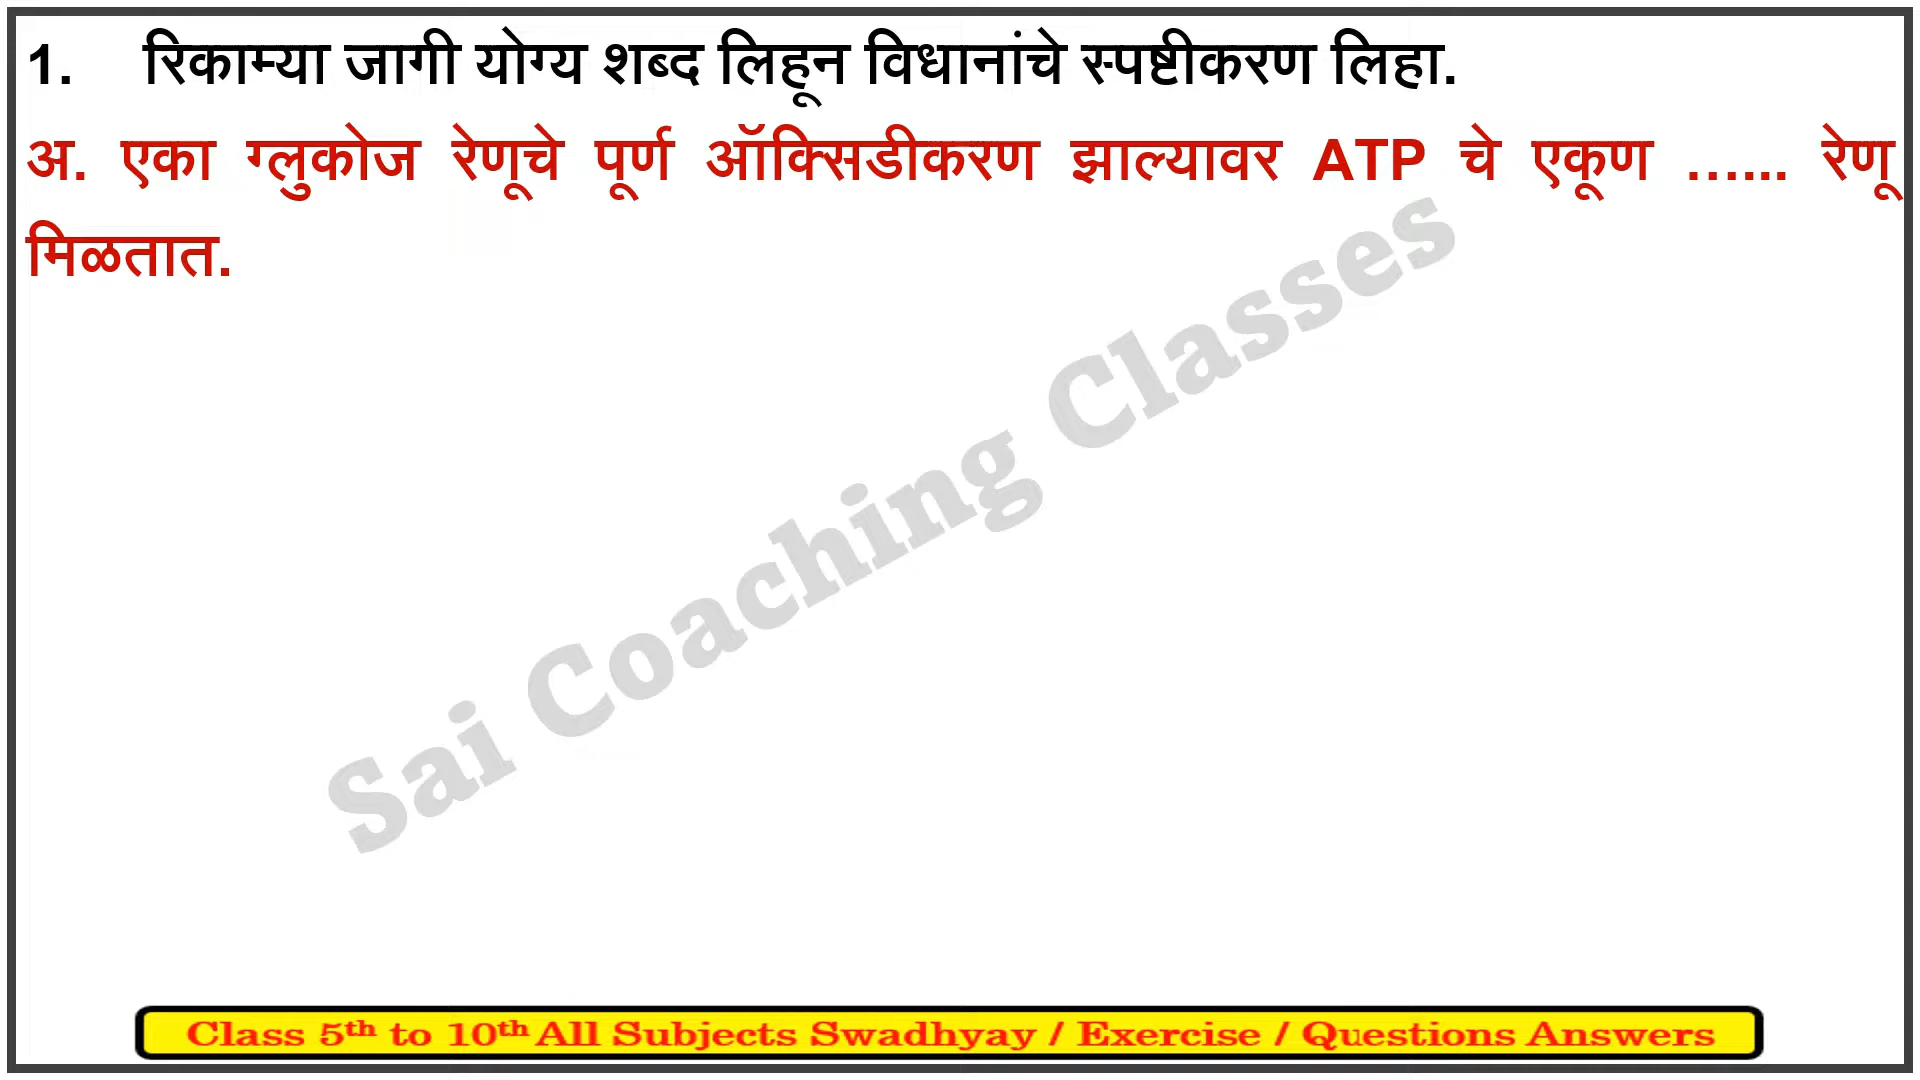 1. रिकाम्या जागी योग्य शब्द लिहून विधानांचे स्पष्टीकरण लिहा.
अ. एका ग्लुकोज रेणूचे पूर्ण ऑक्सिडीकरण झाल्यावर ATP चे एकूण …... रेणू
मिळतात.
Sai Coaching Classes
Class 5th to 10th All Subjects Swadhyay / Exercise / Questions Answers